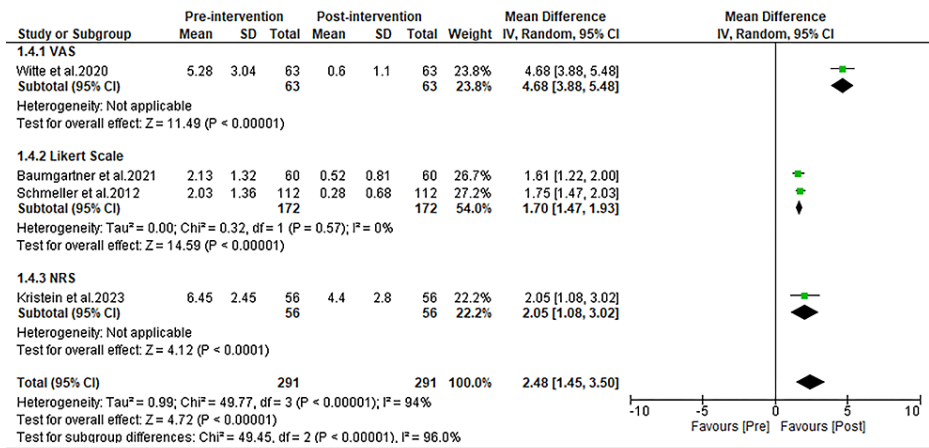 Pre-intervention Post-intervention Mean Difference Mean Difference
Study or Subgroup Mean SD Total Mean SD Total Weight IV, Random, 95% CI IV, Random, 95% CI
1.4.1 VAS
Witte et al.2020 5.28 3.04 63 0.6 1.1 63 23.8% 4.68 [3.88, 5.48]
Subtotal (95% CI) 63 63 23.8% 4.68 [3.88, 5.48]
Heterogeneity: Not applicable
Test for overall effect: Z = 11.49 (P < 0.00001)
1.4.2 Likert Scale
Baumgartner et al.2021 2.13 1.32 60 0.52 0.81 60 26.7% 1.61 [1.22, 2.00]
Schmeller et.al.2012 2.03 1.36 112 0.28 0.68 112 27.2% 1.75 [1.47, 2.03]
Subtotal (95% CI) 172 172 54.0% 1.70 [1.47, 1.93]
Heterogeneity: Tau² = 0.00; Chi² = 0.32, df = 1 (P = 0.57); I² = 0%
Test for overall effect: Z = 14.59 (P < 0.00001)
1.4.3 NRS
Kristein et al.2023 6.45 2.45 56 4.4 2.8 56 22.2% 2.05 [1.08, 3.02]
Subtotal (95% CI) 56 56 22.2% 2.05 [1.08, 3.02]
Heterogeneity: Not applicable
Test for overall effect: Z = 4.12 (P < 0.0001)
Total (95% CI) 291 291 100.0% 2.48 [1.45, 3.50]
Heterogeneity: Tau² = 0.99; Chi² = 49.77, df = 3 (P < 0.00001); I² = 94%
Test for overall effect: Z = 4.72 (P < 0.00001)
Test for subgroup differences: Chi² = 49.45, df = 2 (P < 0.00001), I² = 96.0%
-10 -5 0 5 10
Favours [Pre] Favours [Post]